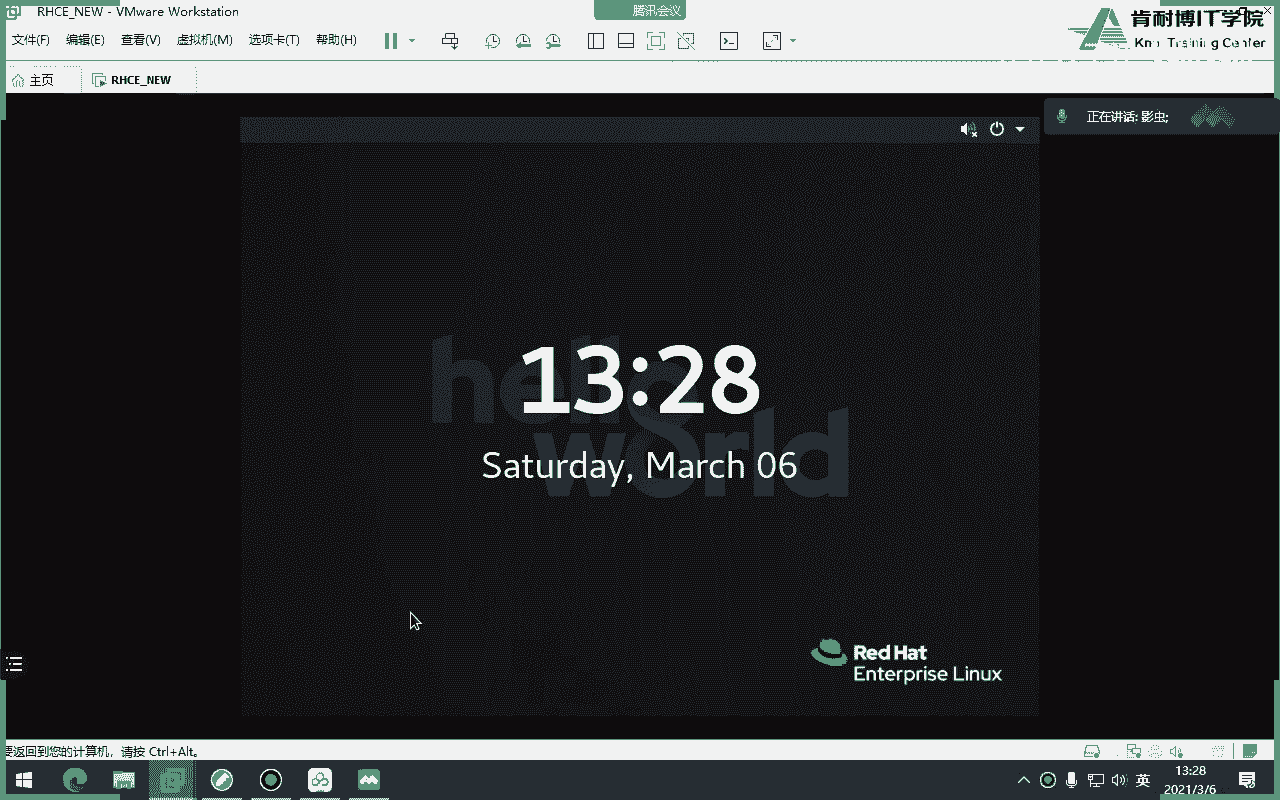 RHCE_NEW - VMware Workstation
腾讯会议
肯耐博IT学院
文件(F) 编辑(E) 查看(V) 虚拟机(M) 选项卡(T) 帮助(H)
Training Center
主页
RHCE_NEW
正在讲话: 影虫;
hello
world
13:28
Saturday, March 06
Red Hat
Enterprise Linux
要返回到您的计算机，请按 Ctrl+Alt。
英
13:28
2021/3/6